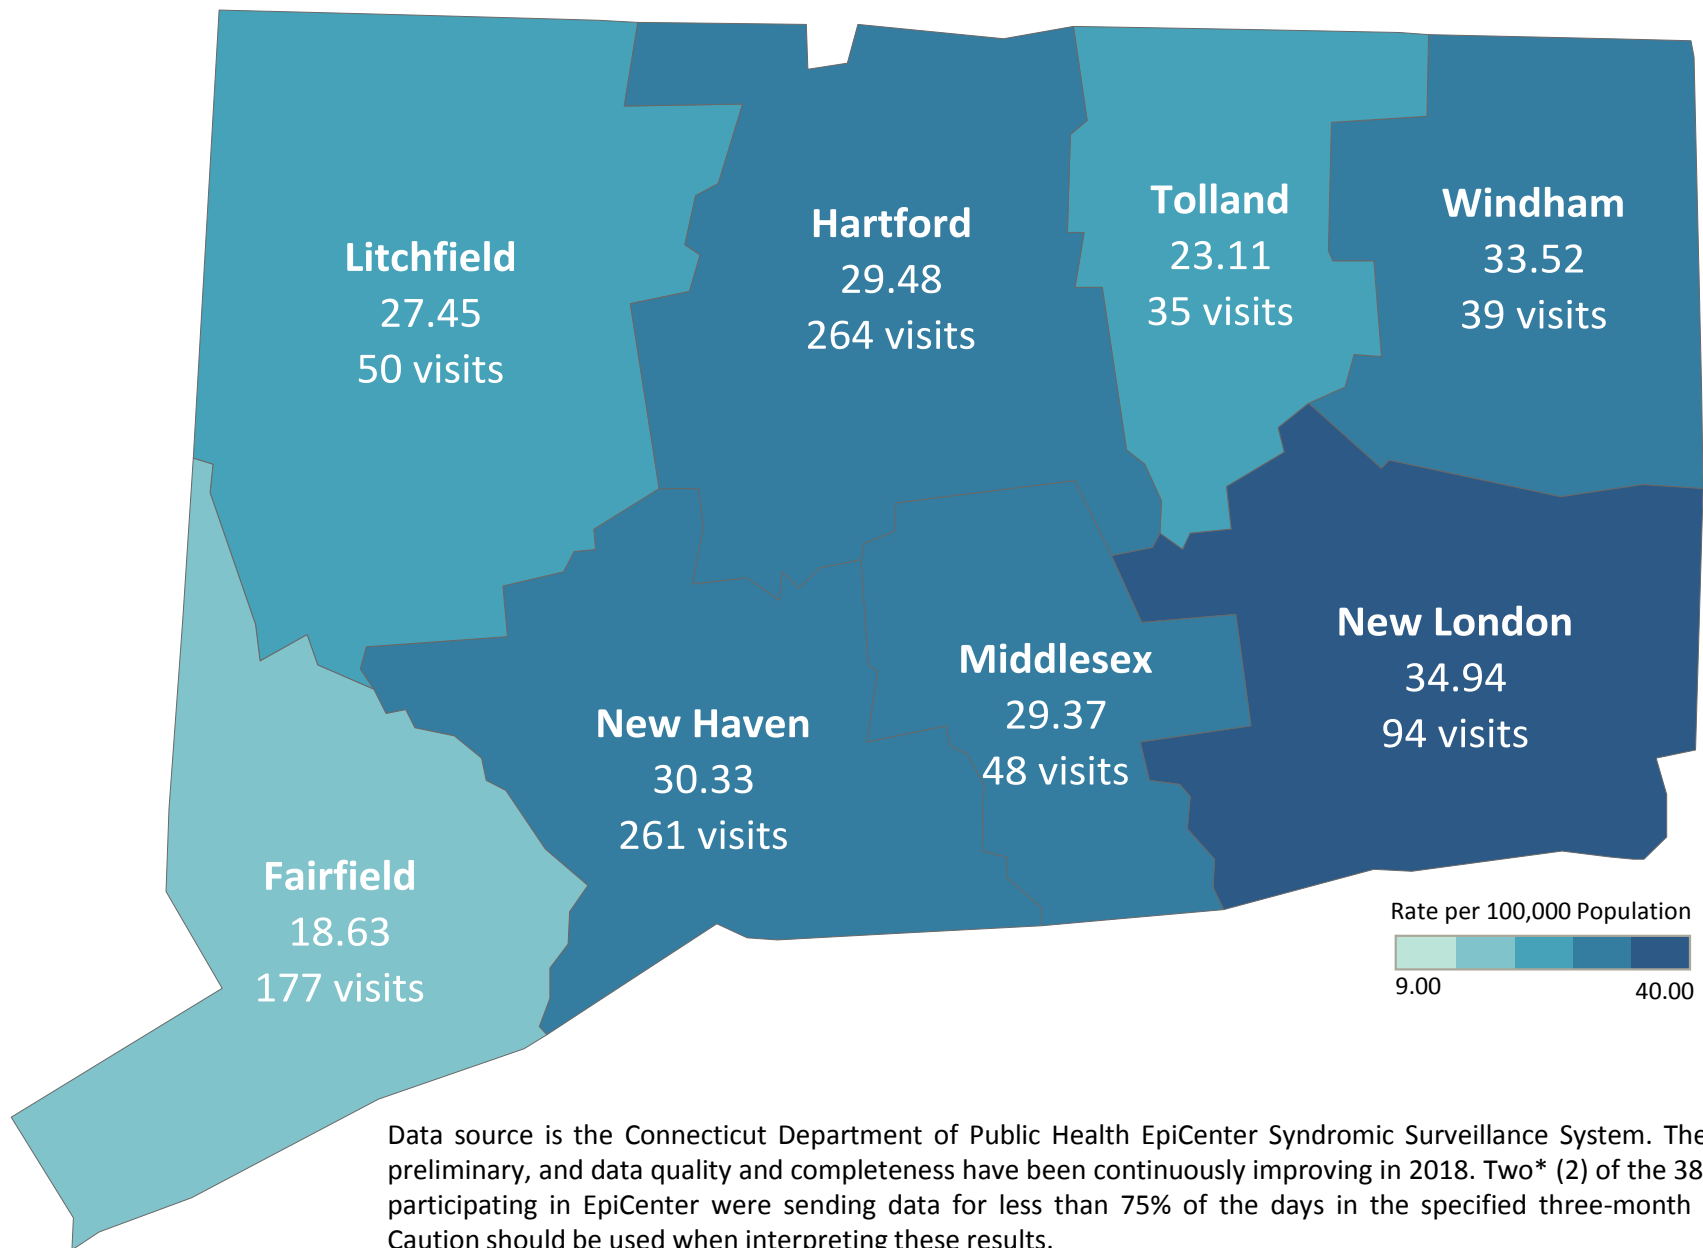 Litchfield
27.45
50 visits
Hartford
29.48
264 visits
Tolland
23.11
35 visits
Windham
33.52
39 visits
New Haven
30.33
261 visits
Middlesex
29.37
48 visits
New London
34.94
94 visits
Fairfield
18.63
177 visits
Rate per 100,000 Population
9.00
40.00
Data source is the Connecticut Department of Public Health EpiCenter Syndromic Surveillance System. The
preliminary, and data quality and completeness have been continuously improving in 2018. Two* (2) of the 38
participating in EpiCenter were sending data for less than 75% of the days in the specified three-month
Caution should be used when interpreting these results.